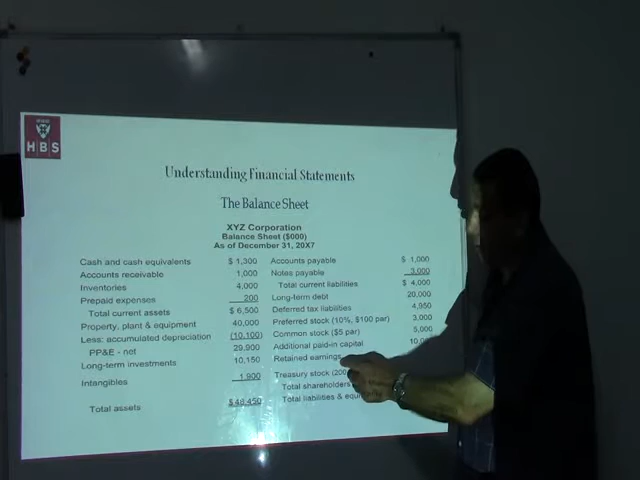 HBS
Understanding Financial Statements
The Balance Sheet
XYZ Corporation
Balance Sheet ($000)
As of December 31, 20X7
Cash and cash equivalents $ 1,300 Accounts payable $ 1,000
Accounts receivable 1,000 Notes payable 3,000
Inventories 4,000 Total current liabilities $ 4,000
Prepaid expenses 200 Long-term debt 20,000
Total current assets $ 6,500 Deferred tax liabilities 4,950
Property, plant & equipment 40,000 Preferred stock (10%, $100 par) 3,000
Less: accumulated depreciation (10,100) Common stock ($5 par) 5,000
PP&E - net 29,900 Additional paid-in capital
Long-term investments 10,150 Retained earnings
Intangibles 1,900 Treasury stock (200
Total shareholders
Total assets $ 48,450 Total liabilities &